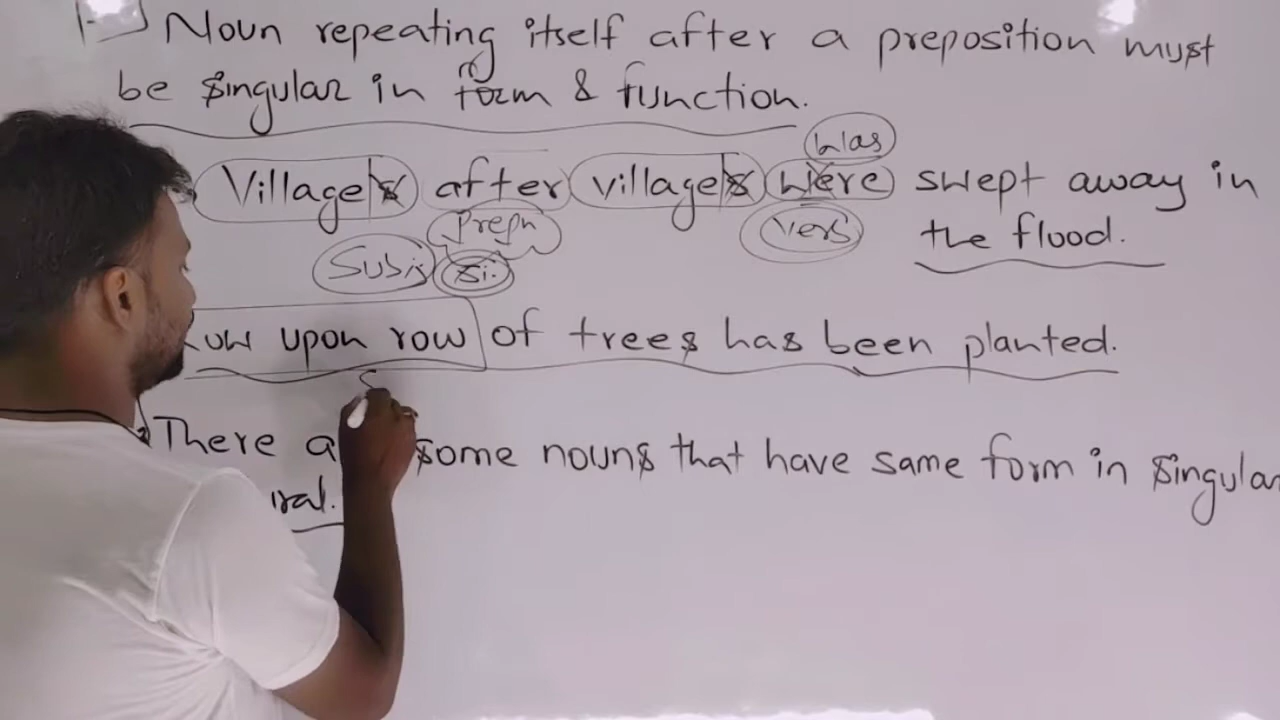 Noun repeating itself after a preposition must
be singular in form & function.
was
Villages after villages were swept away in
Prepn Verb the flood.
Subj Si.
row upon row of trees has been planted.
There some nouns that have same form in singular